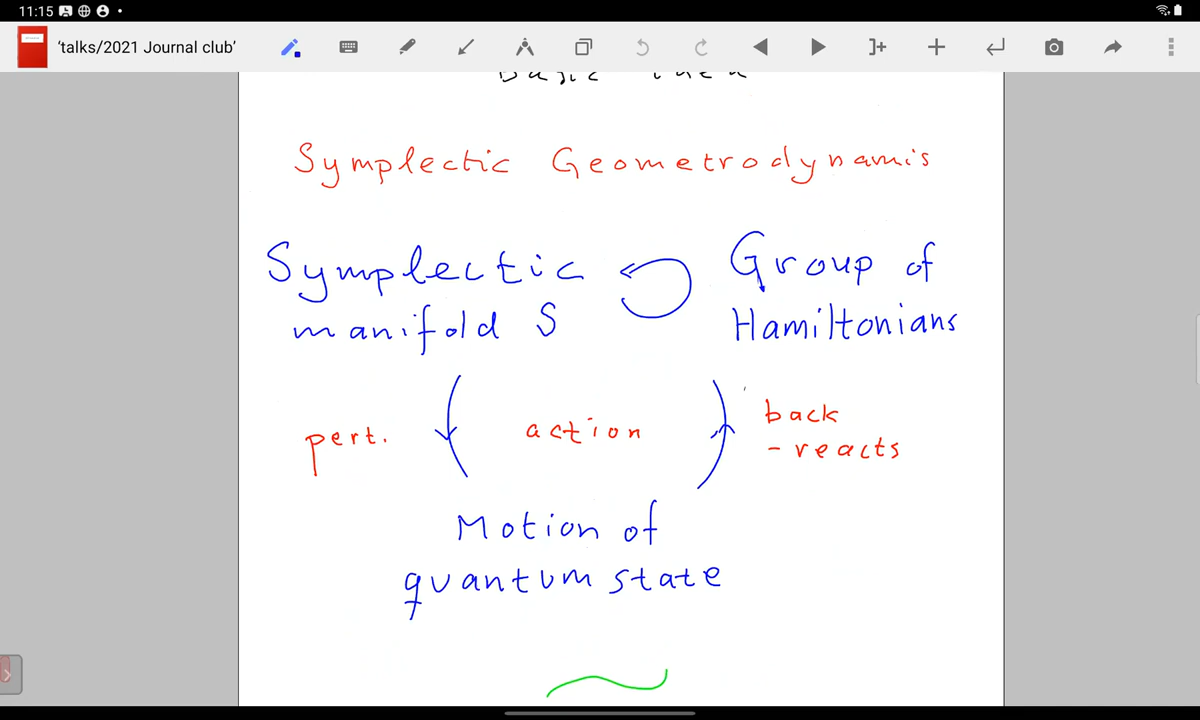 11:15
'talks/2021 Journal club'
Symplectic Geometrodynamis
Symplectic
manifold S
Group of
Hamiltonians
pert.
action
back
- reacts
Motion of
quantum state